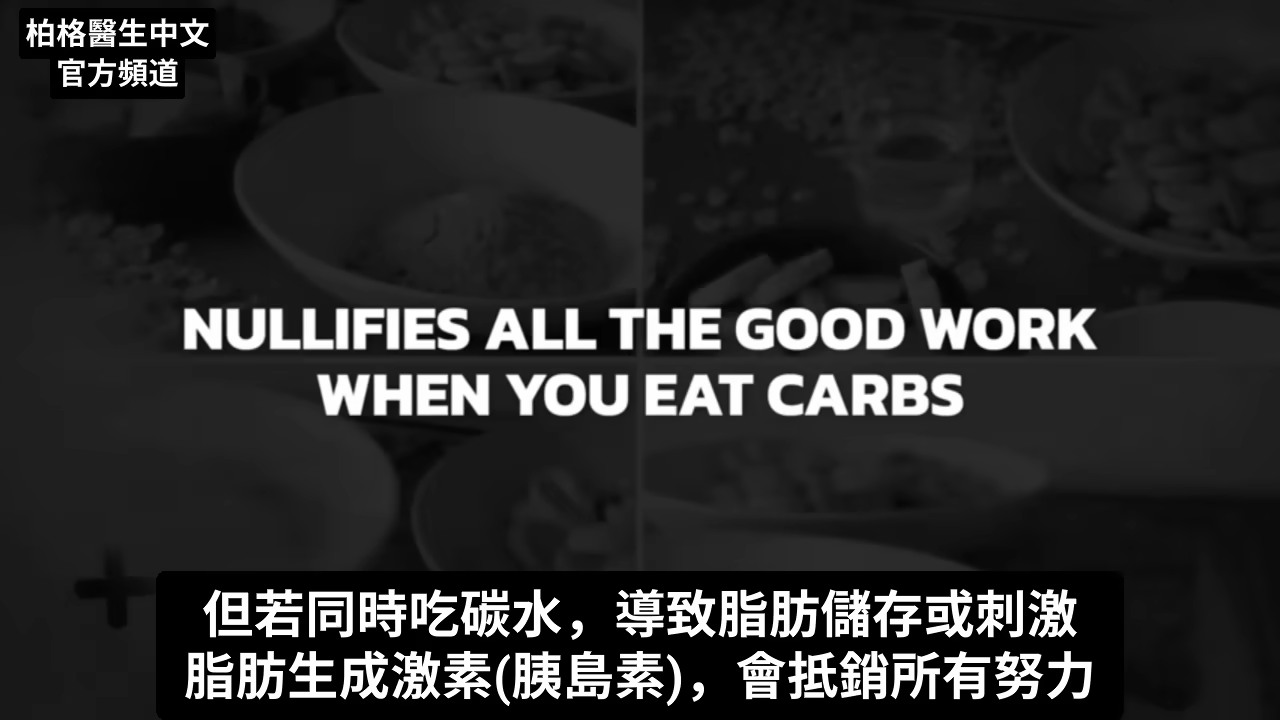 柏格醫生中文
官方頻道
NULLIFIES ALL THE GOOD WORK
WHEN YOU EAT CARBS
但若同時吃碳水，導致脂肪儲存或刺激
脂肪生成激素(胰島素)，會抵銷所有努力